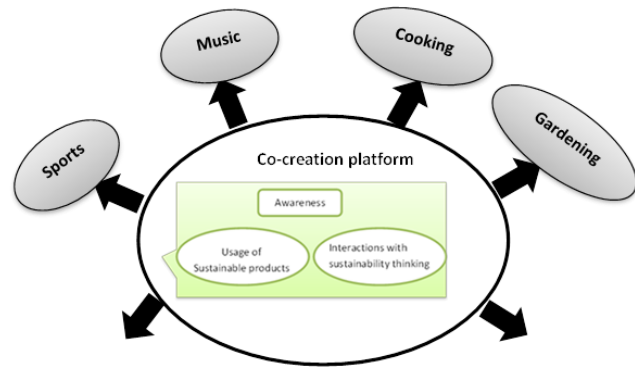 Music
Cooking
Sports
Gardening
Co-creation platform
Awareness
Usage of
Sustainable products
Interactions with
sustainability thinking